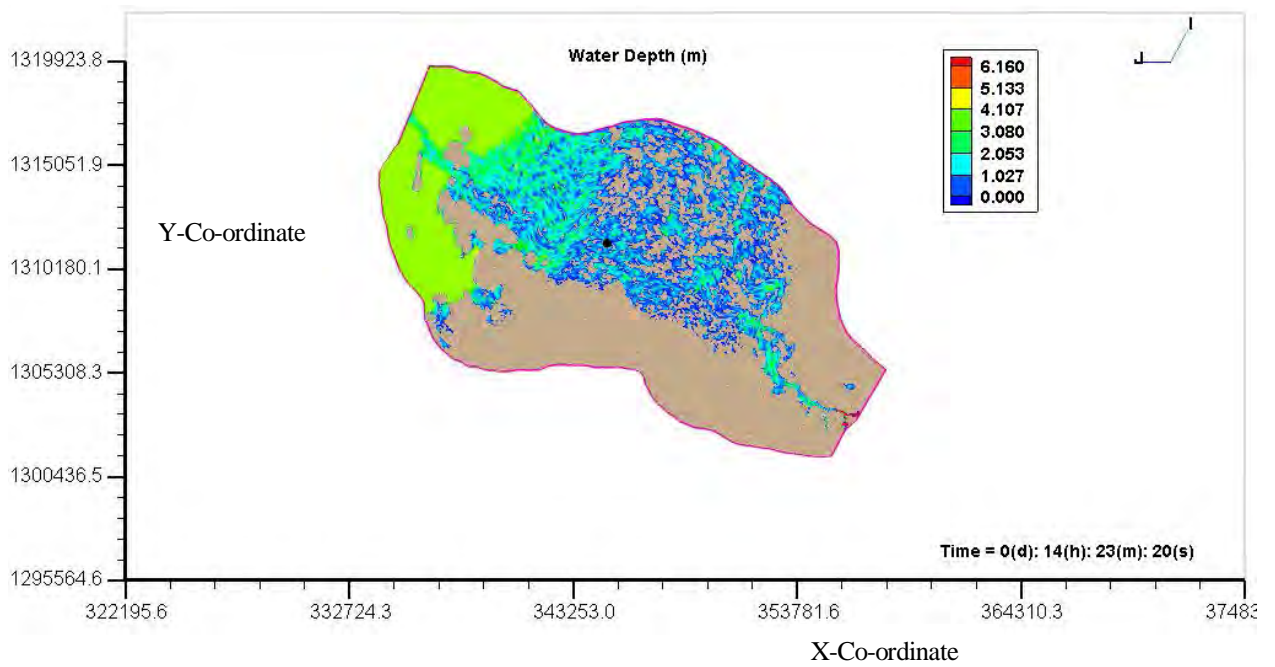 Water Depth (m)
I
J
6.160
5.133
4.107
3.080
2.053
1.027
0.000
1319923.8
1315051.9
Y-Co-ordinate
1310180.1
1305308.3
1300436.5
1295564.6
Time = 0(d): 14(h): 23(m): 20(s)
322195.6 332724.3 343253.0 353781.6 364310.3 37483
X-Co-ordinate